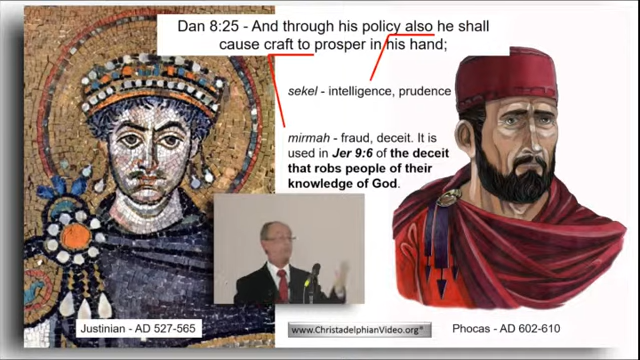 Dan 8:25 - And through his policy also he shall
cause craft to prosper in his hand;
sekel - intelligence, prudence
mirmah - fraud, deceit. It is
used in Jer 9:6 of the deceit
that robs people of their
knowledge of God.
Justinian - AD 527-565
www.ChristadelphianVideo.org®
Phocas - AD 602-610